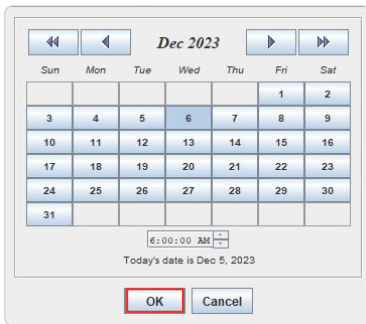 Dec 2023
Sun Mon Tue Wed Thu Fri Sat
1 2
3 4 5 6 7 8 9
10 11 12 13 14 15 16
17 18 19 20 21 22 23
24 25 26 27 28 29 30
31
6:00:00 AM
Today's date is Dec 5, 2023
OK Cancel